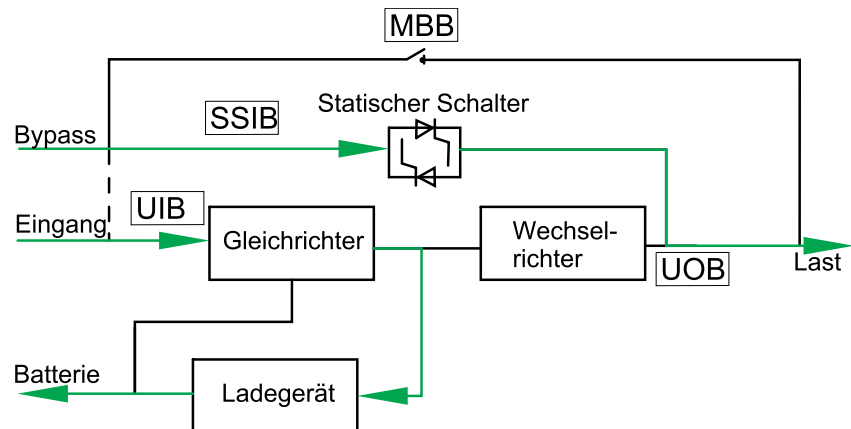 MBB
Statischer Schalter
SSIB
Bypass
UIB
Eingang
Gleichrichter
Wechsel-
richter
UOB
Last
Batterie
Ladegerät